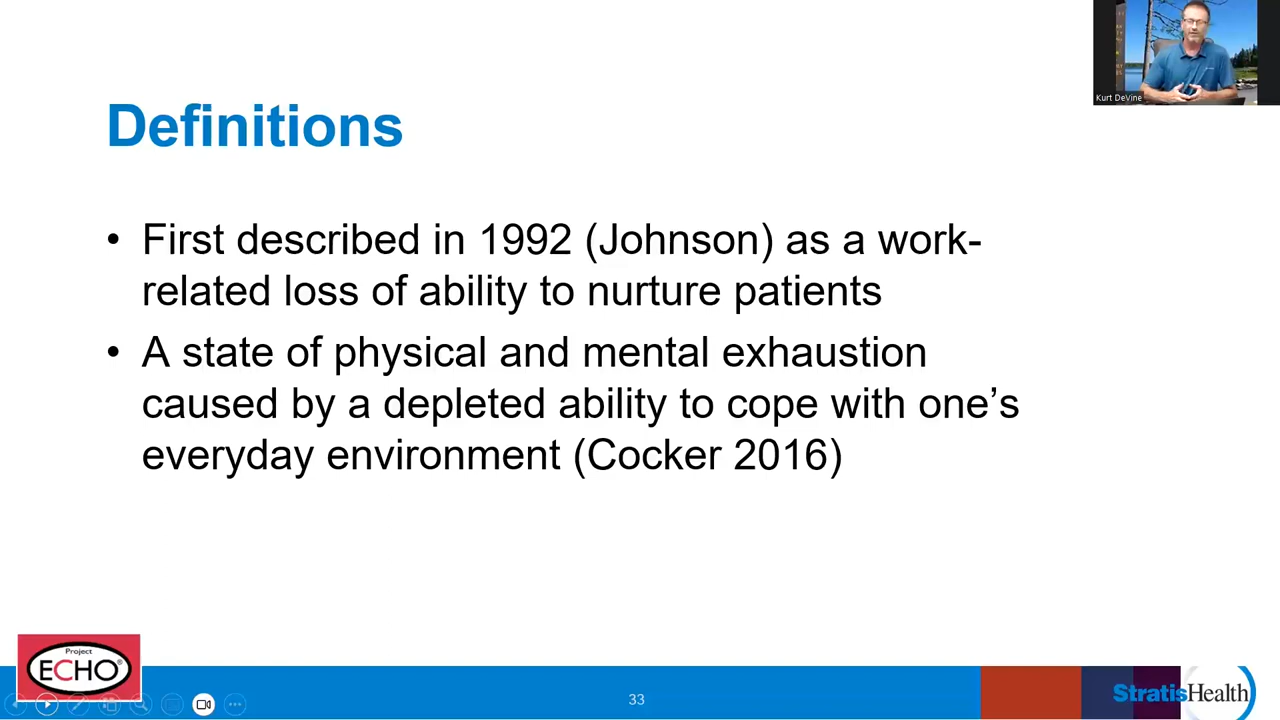 Kurt DeVine
Definitions
• First described in 1992 (Johnson) as a work-
related loss of ability to nurture patients
• A state of physical and mental exhaustion
caused by a depleted ability to cope with one’s
everyday environment (Cocker 2016)
Project
ECHO®
33
StratisHealth